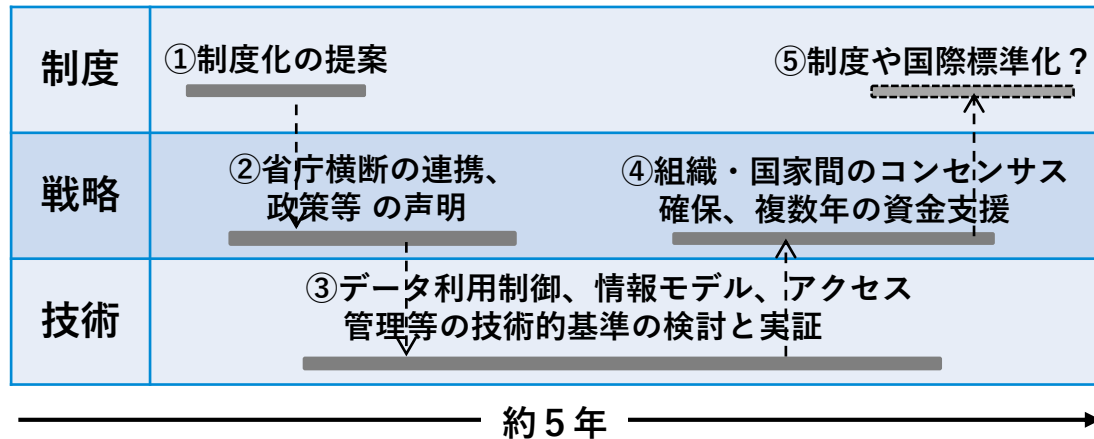 制度
①制度化の提案
⑤制度や国際標準化？
戦略
②省庁横断の連携、
政策等 の声明
④組織・国家間のコンセンサス
確保、複数年の資金支援
技術
③データ利用制御、情報モデル、アクセス
管理等の技術的基準の検討と実証
約５年